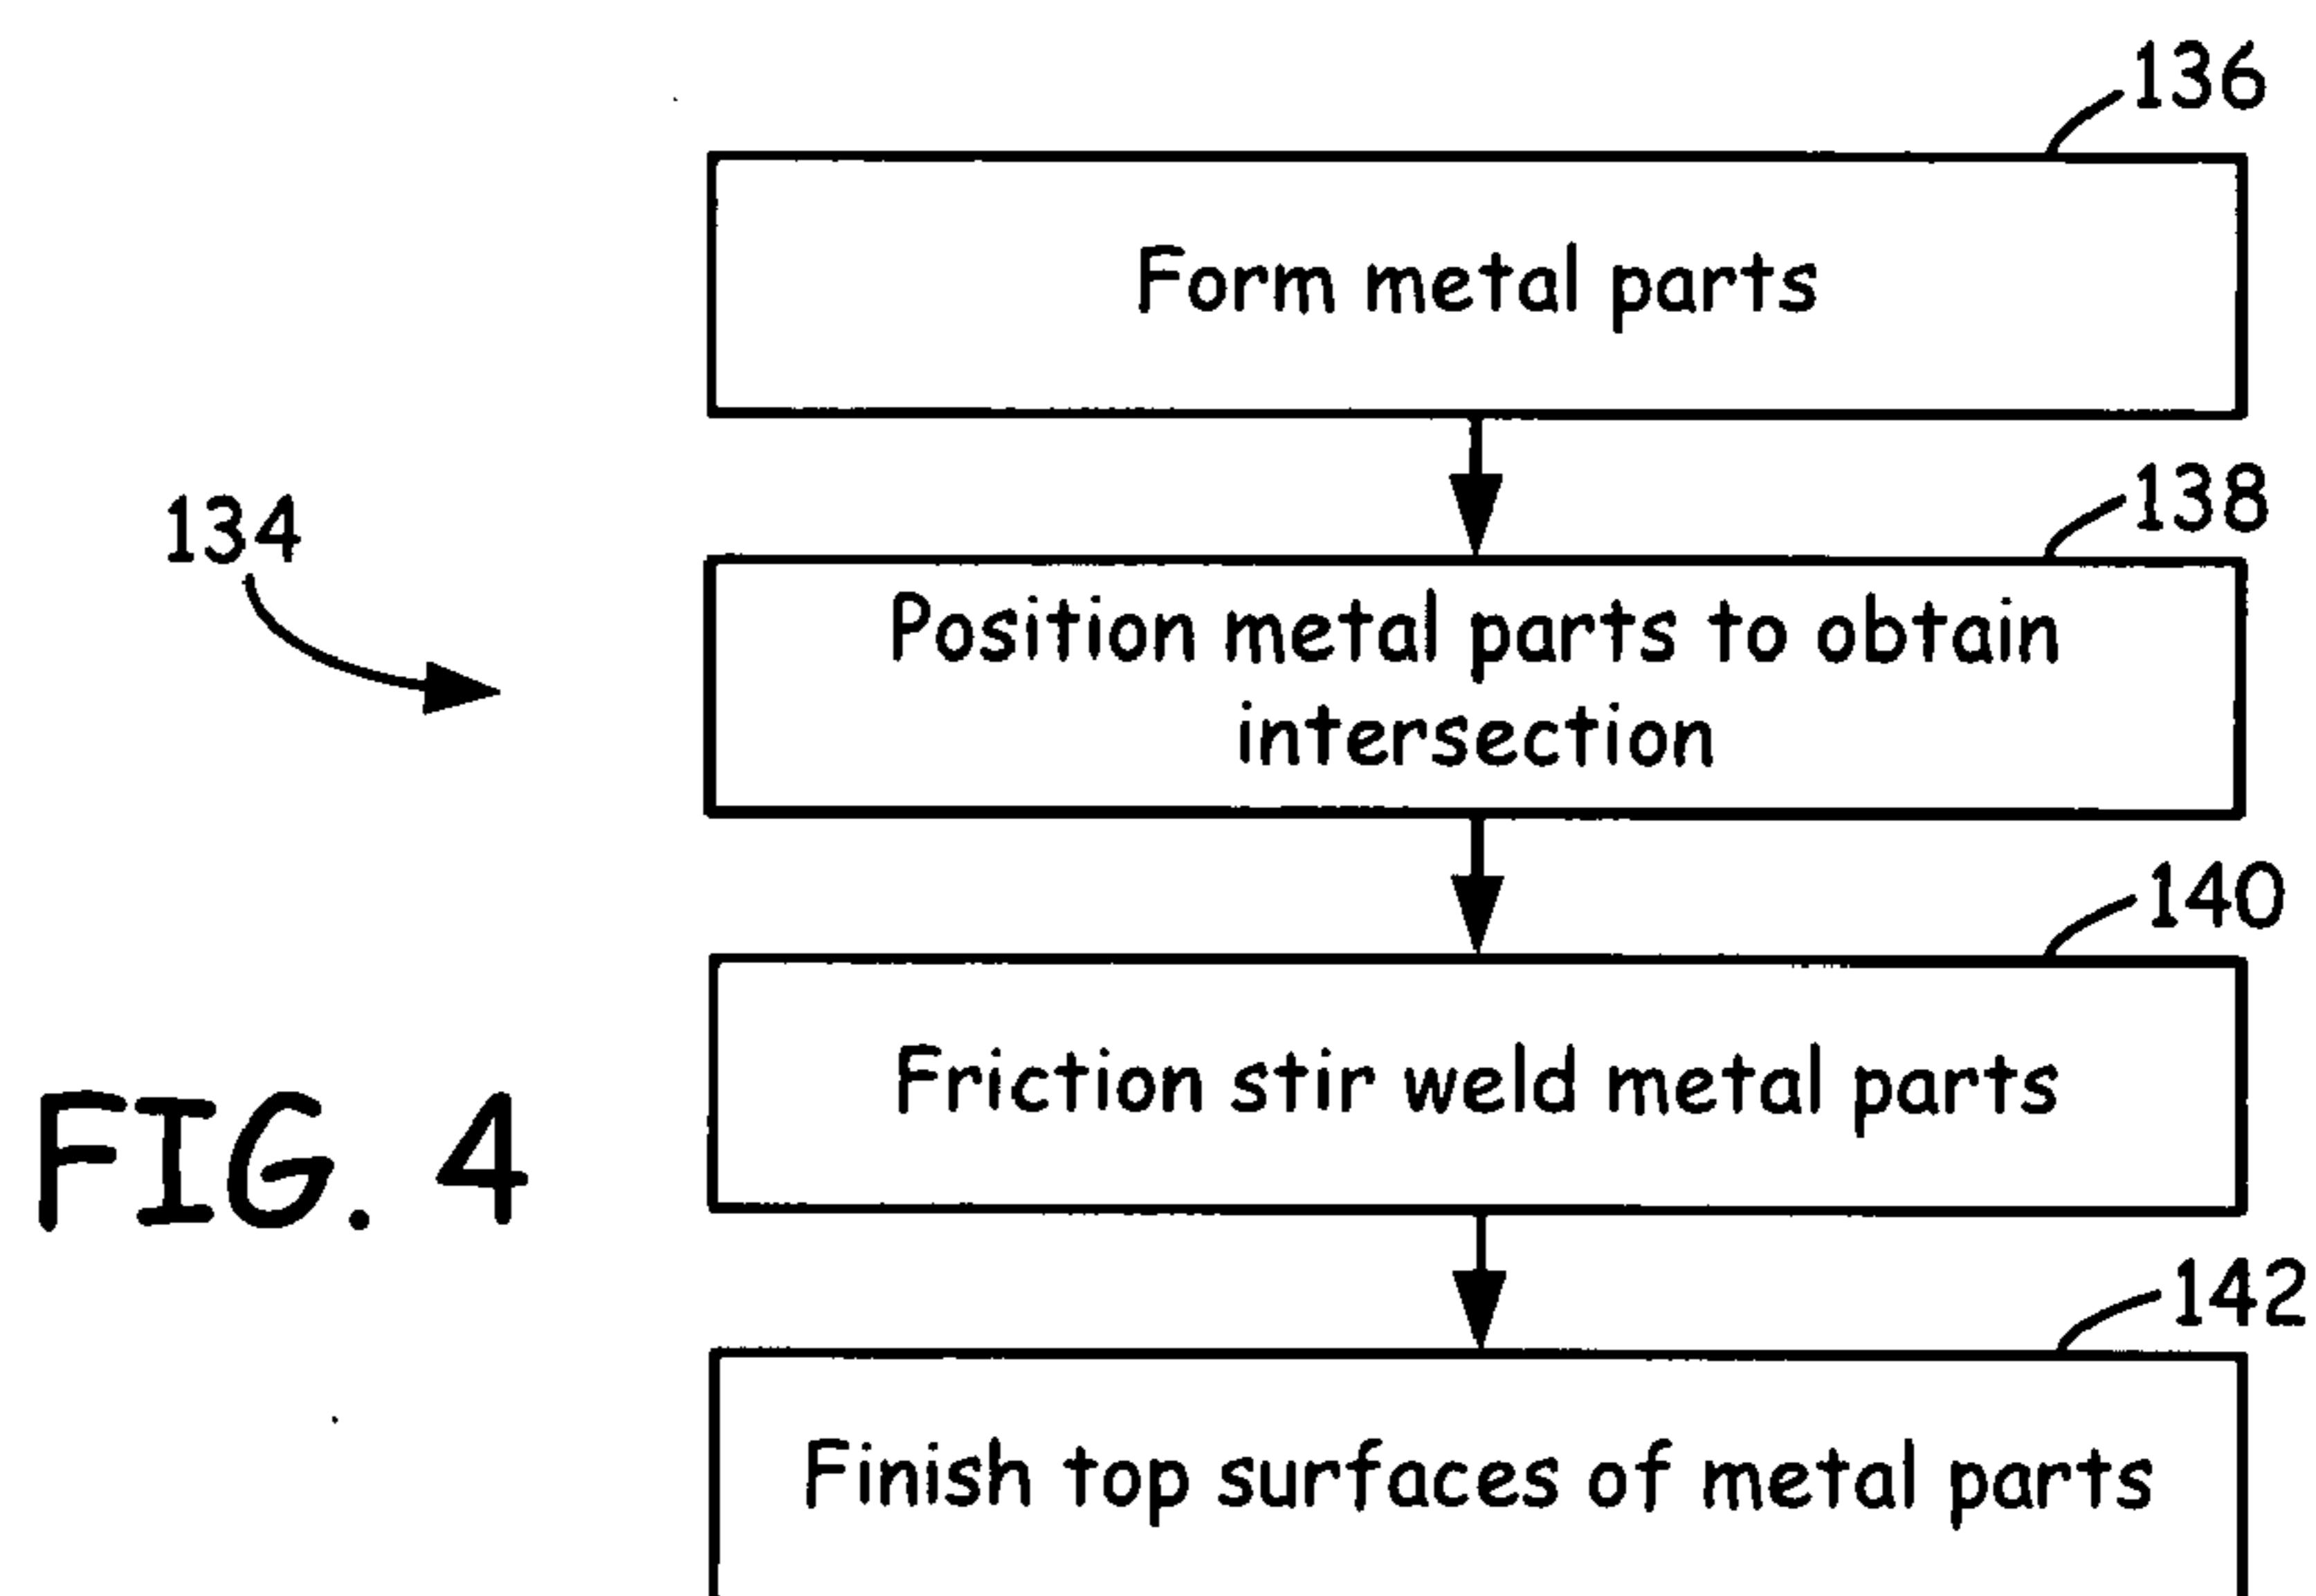 136
Form metal parts
138
134
Position metal parts to obtain
intersection
140
Friction stir weld metal parts
FIG. 4
142
Finish top surfaces of metal parts